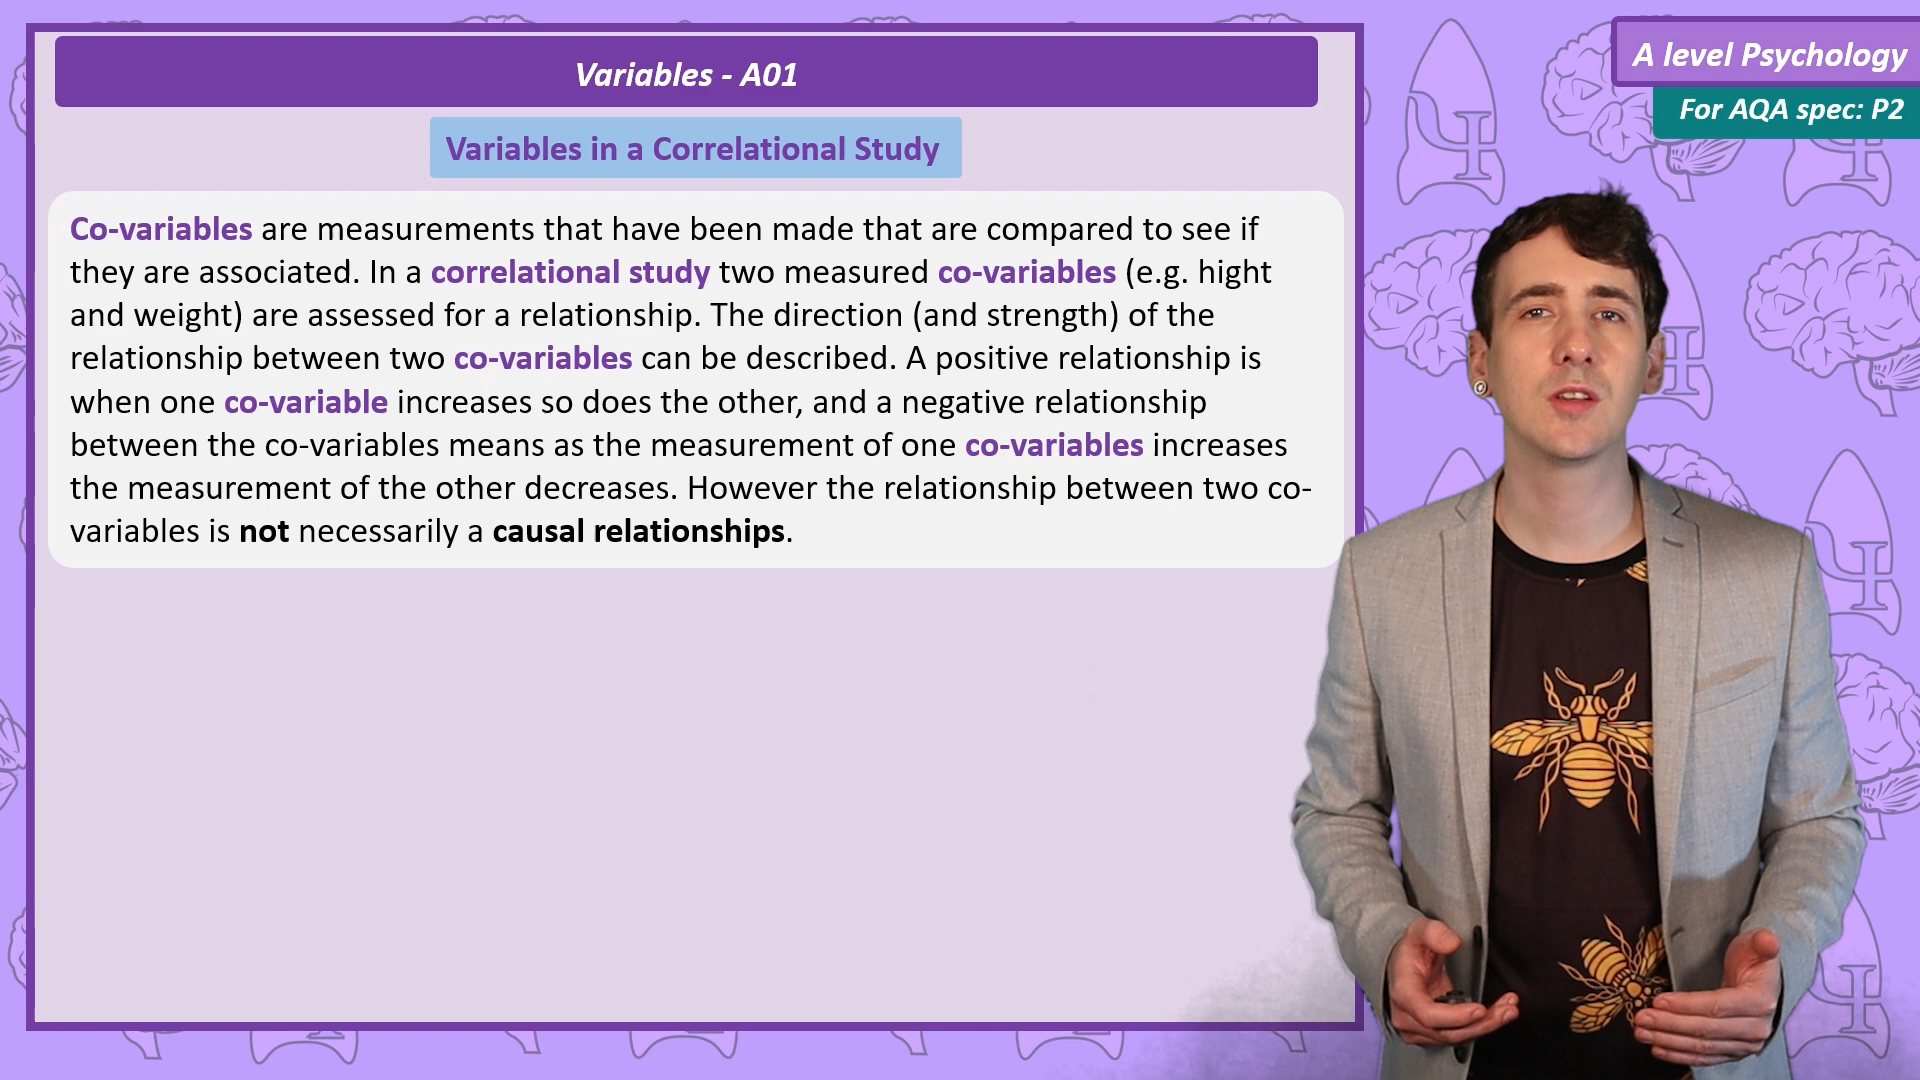 Variables - A01
A level Psychology
For AQA spec: P2
Variables in a Correlational Study
Co-variables are measurements that have been made that are compared to see if
they are associated. In a correlational study two measured co-variables (e.g. hight
and weight) are assessed for a relationship. The direction (and strength) of the
relationship between two co-variables can be described. A positive relationship is
when one co-variable increases so does the other, and a negative relationship
between the co-variables means as the measurement of one co-variables increases
the measurement of the other decreases. However the relationship between two co-
variables is not necessarily a causal relationships.